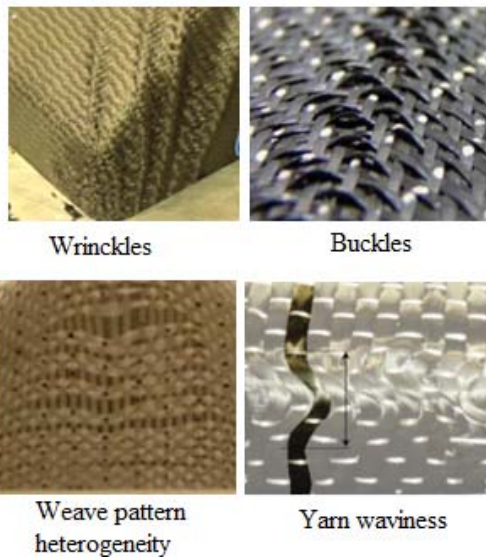 Wrinckles
Buckles
Weave pattern
heterogeneity
Yarn waviness